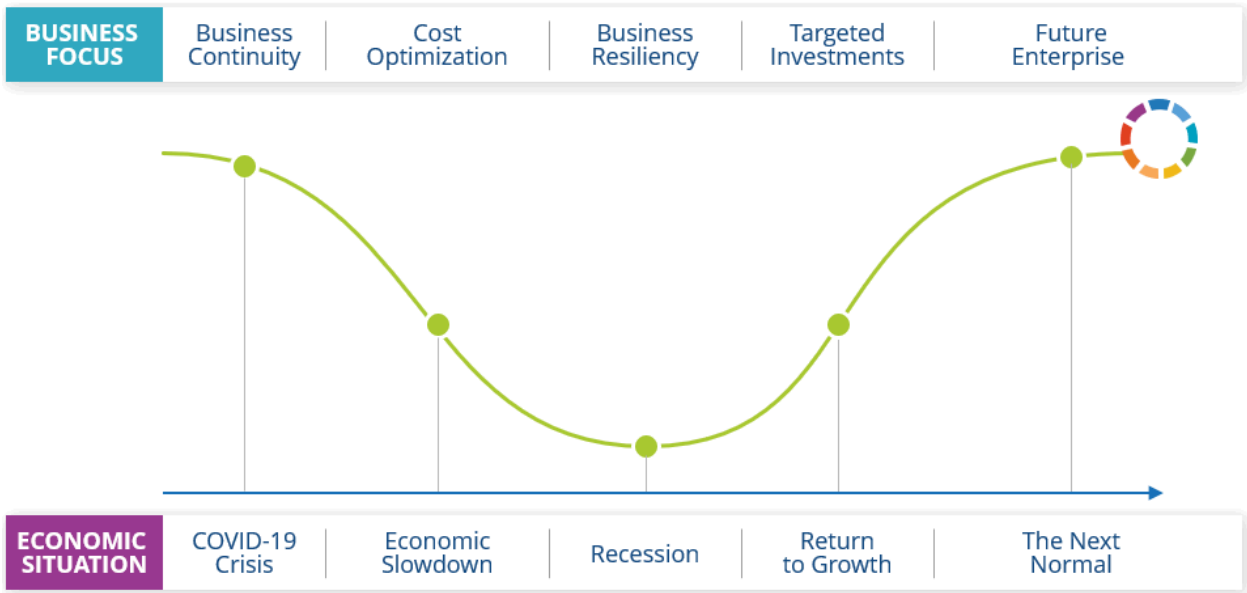 BUSINESS
FOCUS
Business
Continuity
Cost
Optimization
Business
Resiliency
Targeted
Investments
Future
Enterprise
ECONOMIC
SITUATION
COVID-19
Crisis
Economic
Slowdown
Recession
Return
to Growth
The Next
Normal